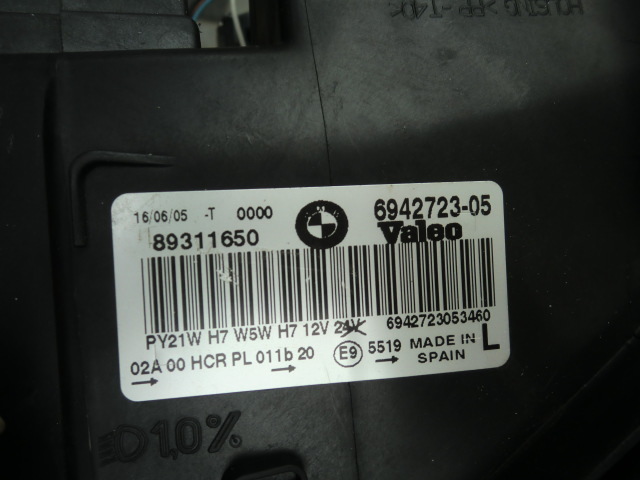 16/06/05 -T 0000 6942723-05
89311650 Valeo
PY21W H7 W5W H7 12V 24V 6942723053460
02A 00 HCR PL 011b 20 E9 5519 MADE IN SPAIN L
1,0%